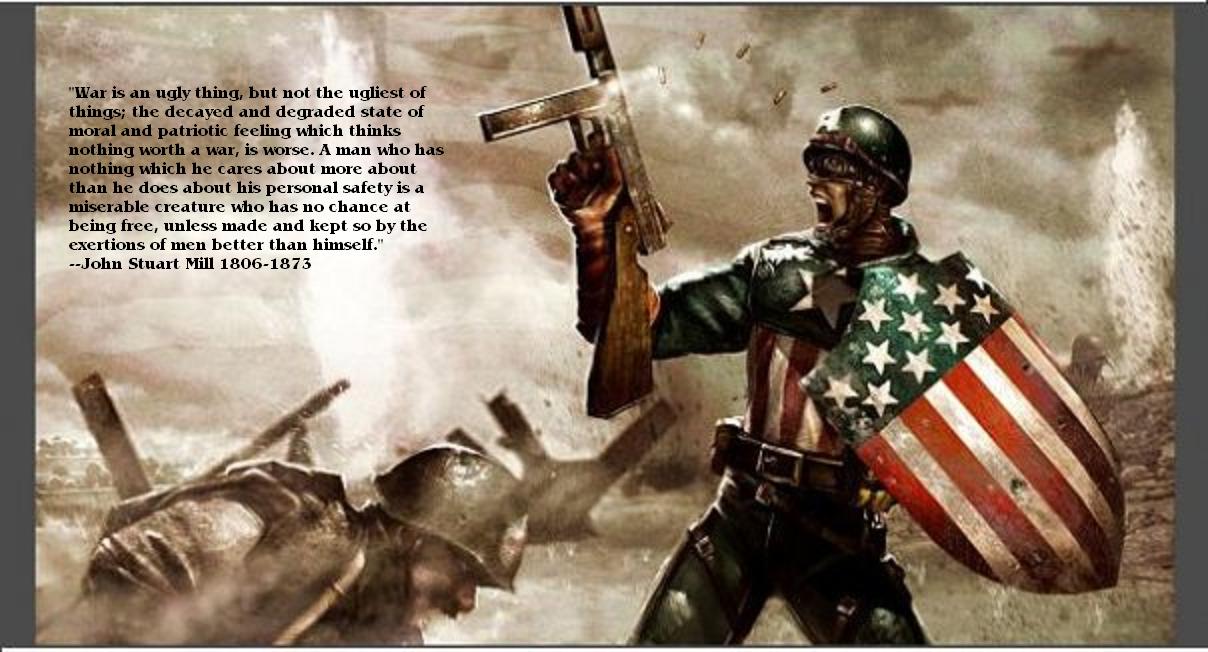 "War is an ugly thing, but not the ugliest of
things; the decayed and degraded state of
moral and patriotic feeling which thinks
nothing worth a war, is worse. A man who has
nothing which he cares about more about
than he does about his personal safety is a
miserable creature who has no chance at
being free, unless made and kept so by the
exertions of men better than himself."
--John Stuart Mill 1806-1873